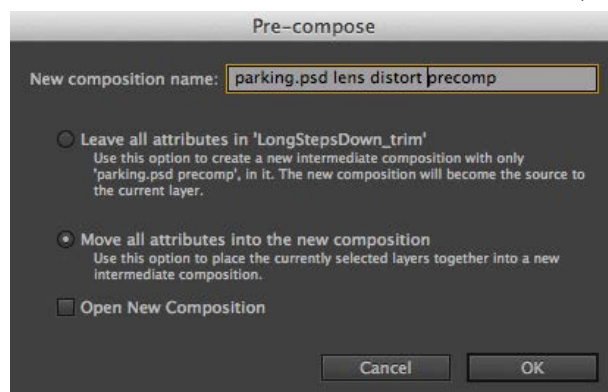 Pre-compose
New composition name: parking.psd lens distort precomp
Leave all attributes in 'LongStepsDown_trim'
Use this option to create a new intermediate composition with only
'parking.psd precomp', in it. The new composition will become the source to
the current layer.
Move all attributes into the new composition
Use this option to place the currently selected layers together into a new
intermediate composition.
Open New Composition
Cancel OK